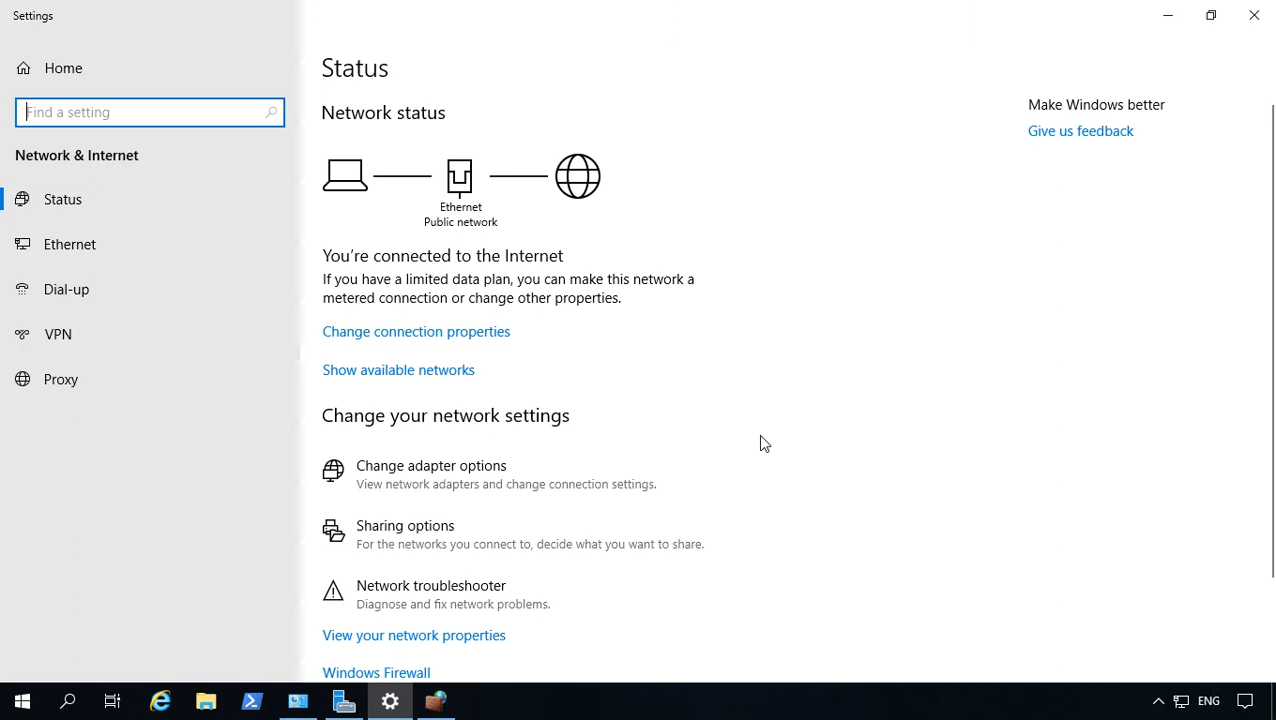 Settings
Home
Find a setting
Network & Internet
Status
Ethernet
Dial-up
VPN
Proxy
Status
Network status
Ethernet
Public network
You're connected to the Internet
If you have a limited data plan, you can make this network a
metered connection or change other properties.
Change connection properties
Show available networks
Change your network settings
Change adapter options
View network adapters and change connection settings.
Sharing options
For the networks you connect to, decide what you want to share.
Network troubleshooter
Diagnose and fix network problems.
View your network properties
Windows Firewall
Make Windows better
Give us feedback
ENG